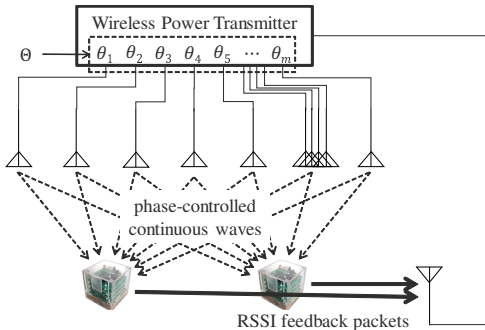 Wireless Power Transmitter
Θ θ₁ θ₂ θ₃ θ₄ θ₅ ⋯ θₘ
phase-controlled
continuous waves
RSSI feedback packets